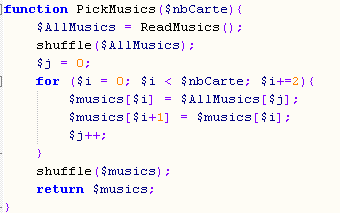 function PickMusics($nbCarte){
$AllMusics = ReadMusics();
shuffle($AllMusics);
$j = 0;
for ($i = 0; $i < $nbCarte; $i+=2){
$musics[$i] = $AllMusics[$j];
$musics[$i+1] = $musics[$i];
$j++;
}
shuffle($musics);
return $musics;
}